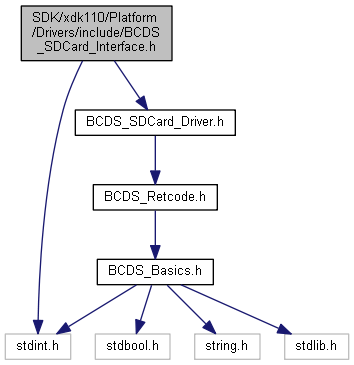 SDK/xdk110/Platform
/Drivers/include/BCDS
_SDCard_Interface.h
BCDS_SDCard_Driver.h
BCDS_Retcode.h
BCDS_Basics.h
stdint.h
stdbool.h
string.h
stdlib.h